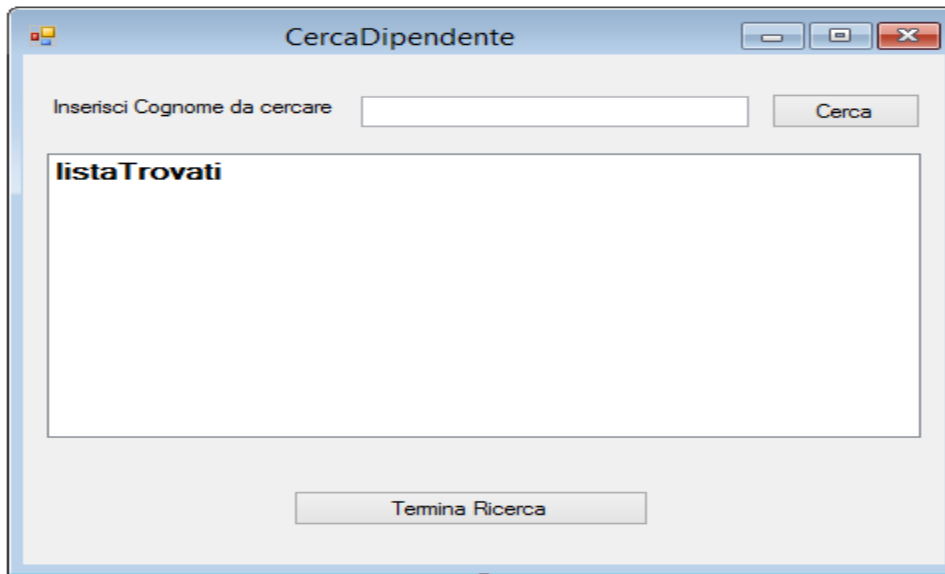 CercaDipendente
Inserisci Cognome da cercare
Cerca
listaTrovati
Termina Ricerca